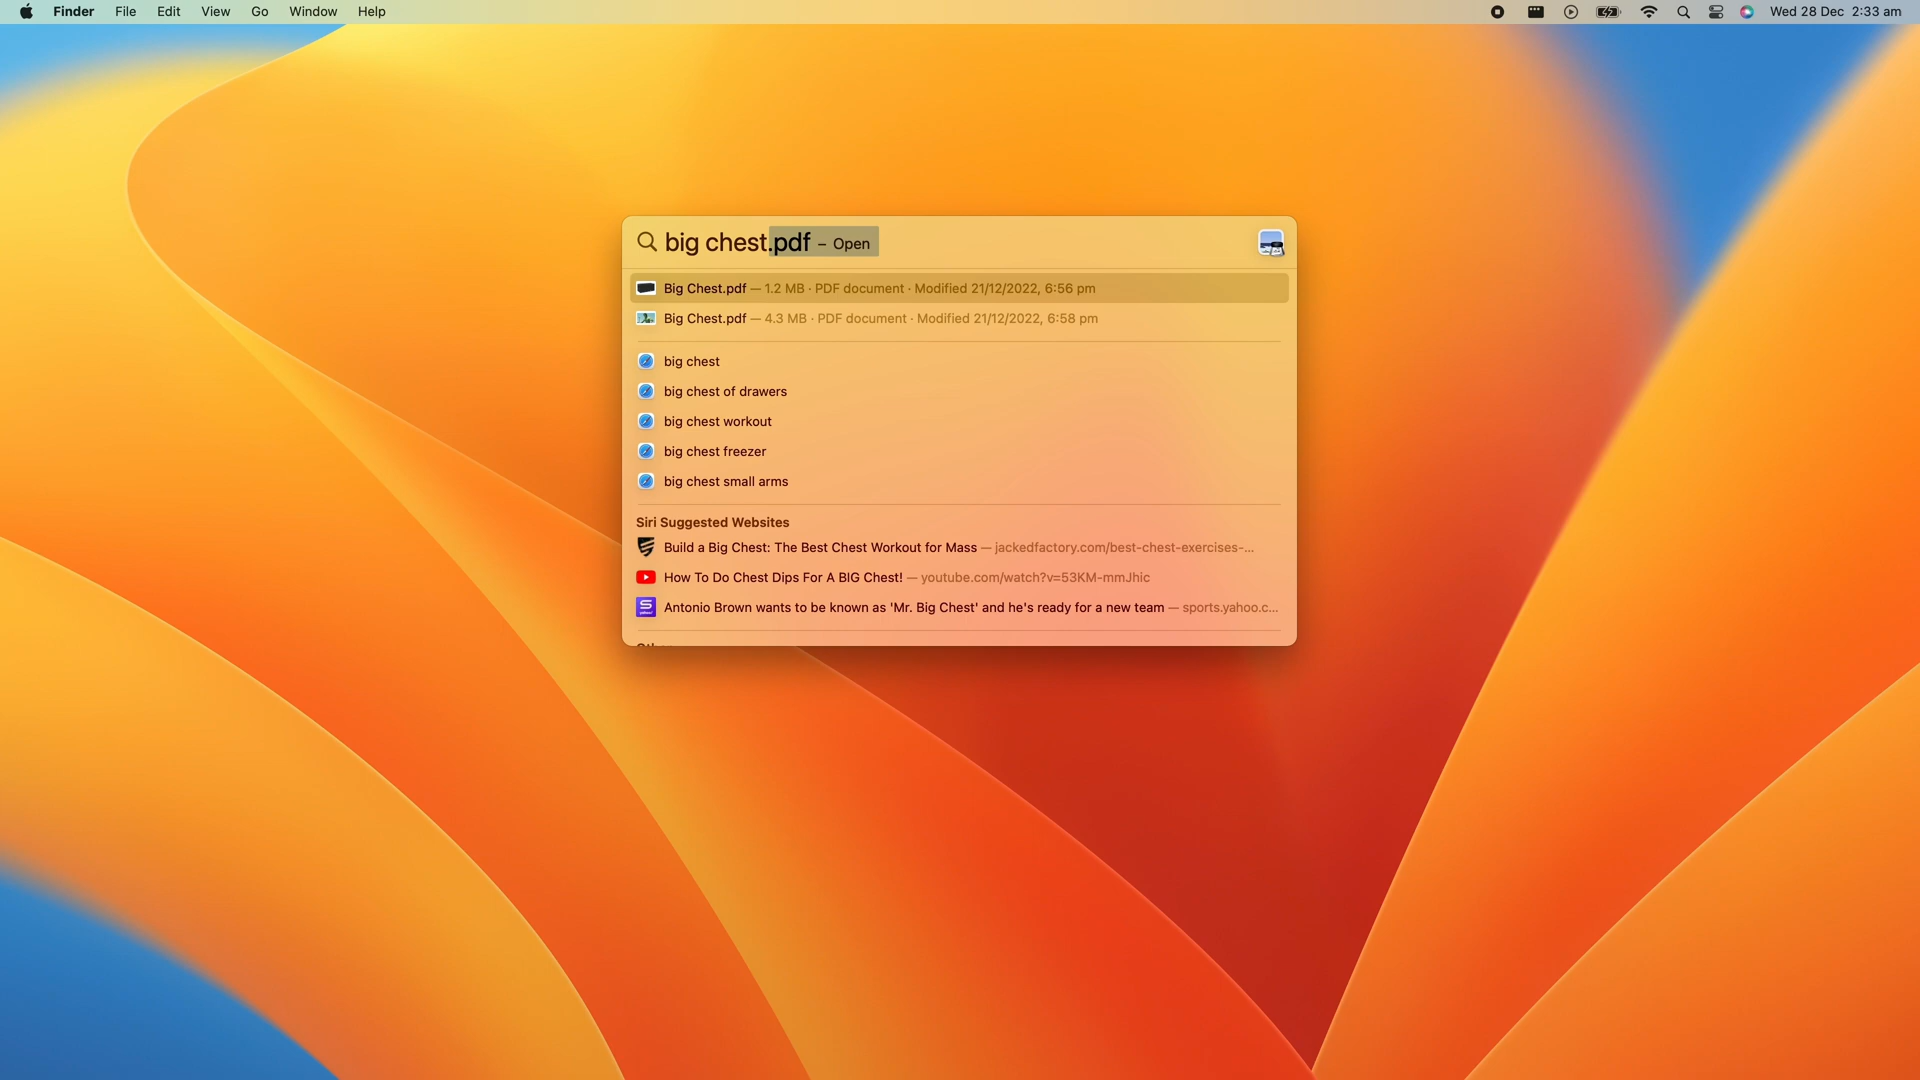 Finder File Edit View Go Window Help Wed 28 Dec 2:33 am
big chest.pdf – Open
Big Chest.pdf — 1.2 MB · PDF document · Modified 21/12/2022, 6:56 pm
Big Chest.pdf — 4.3 MB · PDF document · Modified 21/12/2022, 6:58 pm
big chest
big chest of drawers
big chest workout
big chest freezer
big chest small arms
Siri Suggested Websites
Build a Big Chest: The Best Chest Workout for Mass — jackedfactory.com/best-chest-exercises-...
How To Do Chest Dips For A BIG Chest! — youtube.com/watch?v=53KM-mmJhic
Antonio Brown wants to be known as 'Mr. Big Chest' and he's ready for a new team — sports.yahoo.c...